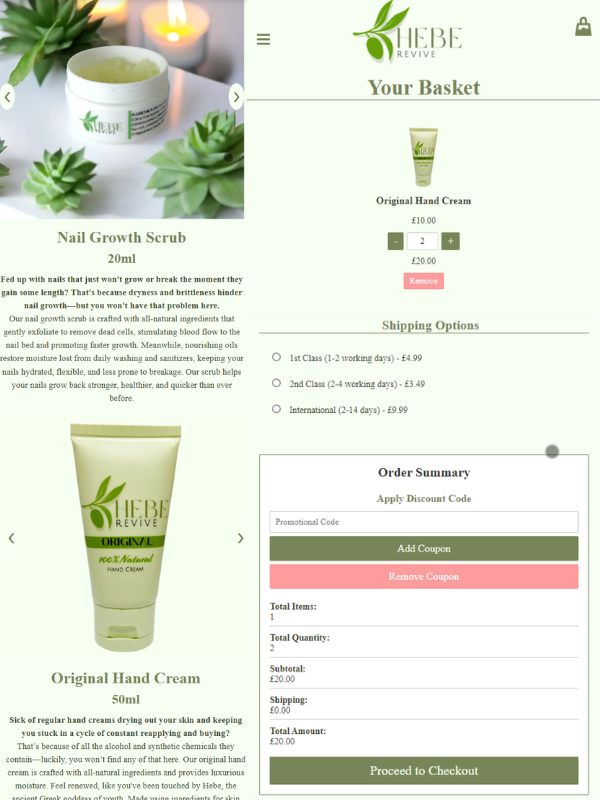 HEBE
Nail Growth Scrub
20ml
Fed up with nails that just won't grow or break the moment they
gain some length? That's because dryness and brittleness hinder
nail growth—but you won't have that problem here.
Our nail growth scrub is crafted with all-natural ingredients that
gently exfoliate to remove dead cells, stimulating blood flow to the
nail bed and promoting faster growth. Meanwhile, nourishing oils
restore moisture lost from daily washing and sanitizers, keeping your
nails hydrated, flexible, and less prone to breakage. Our scrub helps
your nails grow back stronger, healthier, and quicker than ever
before.
HEBE
REVIVE
ORIGINAL
100% Natural
HAND CREAM
Original Hand Cream
50ml
Sick of regular hand creams drying out your skin and keeping
you stuck in a cycle of constant reapplying and buying?
That's because of all the alcohol and synthetic chemicals they
contain—luckily, you won't find any of that here. Our original hand
cream is crafted with all-natural ingredients and provides luxurious
moisture. Feel renewed, like you've been touched by Hebe, the
ancient Greek goddess of youth. Made using ingredients for skin
HEBE
REVIVE
Your Basket
Original Hand Cream
£10.00
- 2 +
£20.00
Remove
Shipping Options
1st Class (1-2 working days) - £4.99
2nd Class (2-4 working days) - £3.49
International (2-14 days) - £9.99
Order Summary
Apply Discount Code
Promotional Code
Add Coupon
Remove Coupon
Total Items:
1
Total Quantity:
2
Subtotal:
£20.00
Shipping:
£0.00
Total Amount:
£20.00
Proceed to Checkout